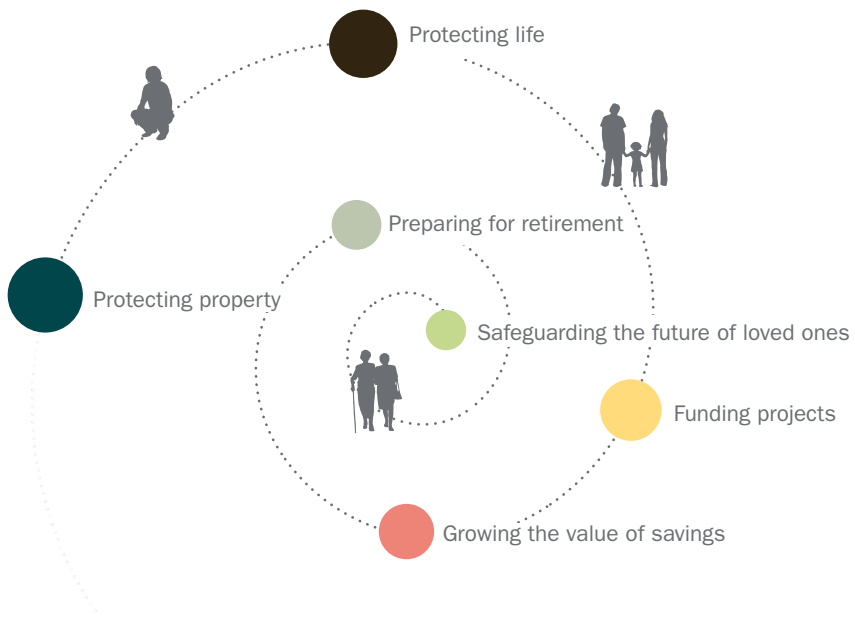 Protecting life
Preparing for retirement
Protecting property
Safeguarding the future of loved ones
Funding projects
Growing the value of savings